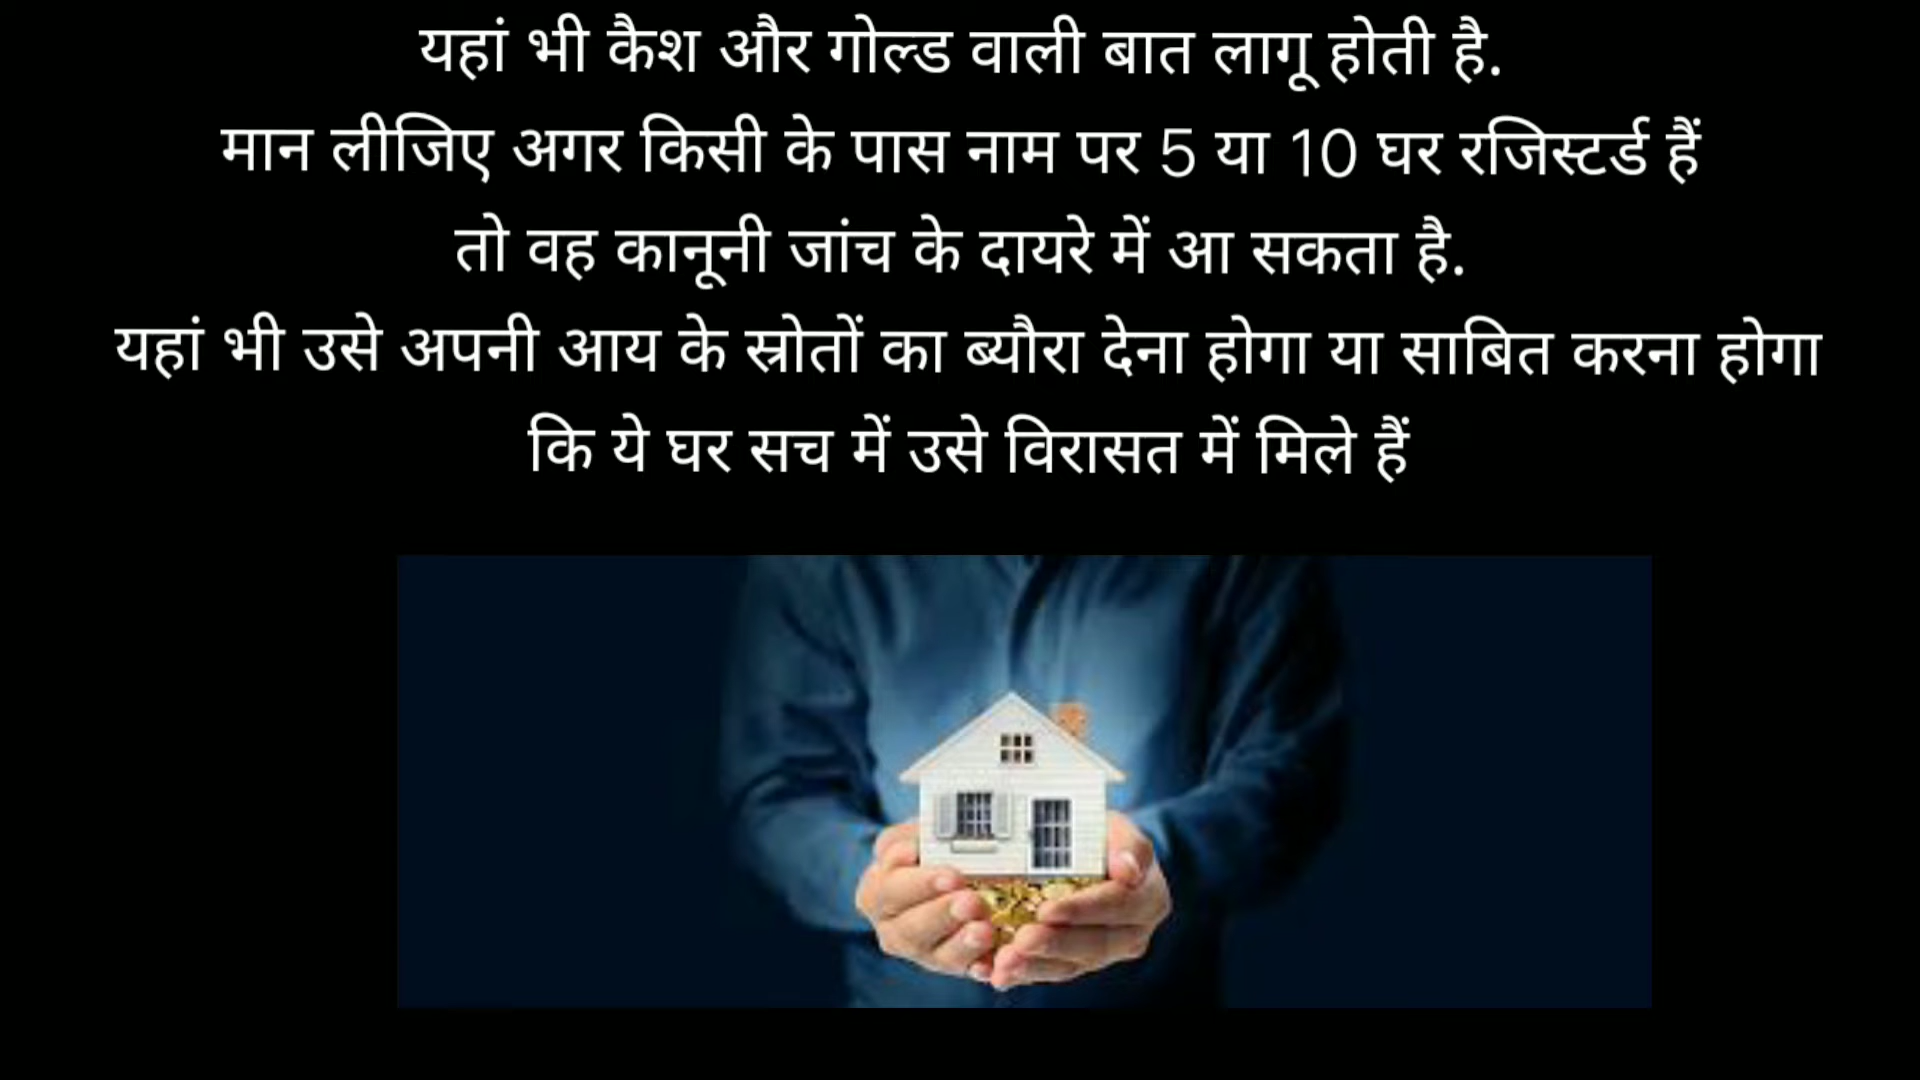 यहां भी कैश और गोल्ड वाली बात लागू होती है.
मान लीजिए अगर किसी के पास नाम पर 5 या 10 घर रजिस्टर्ड हैं
तो वह कानूनी जांच के दायरे में आ सकता है.
यहां भी उसे अपनी आय के स्रोतों का ब्यौरा देना होगा या साबित करना होगा
कि ये घर सच में उसे विरासत में मिले हैं